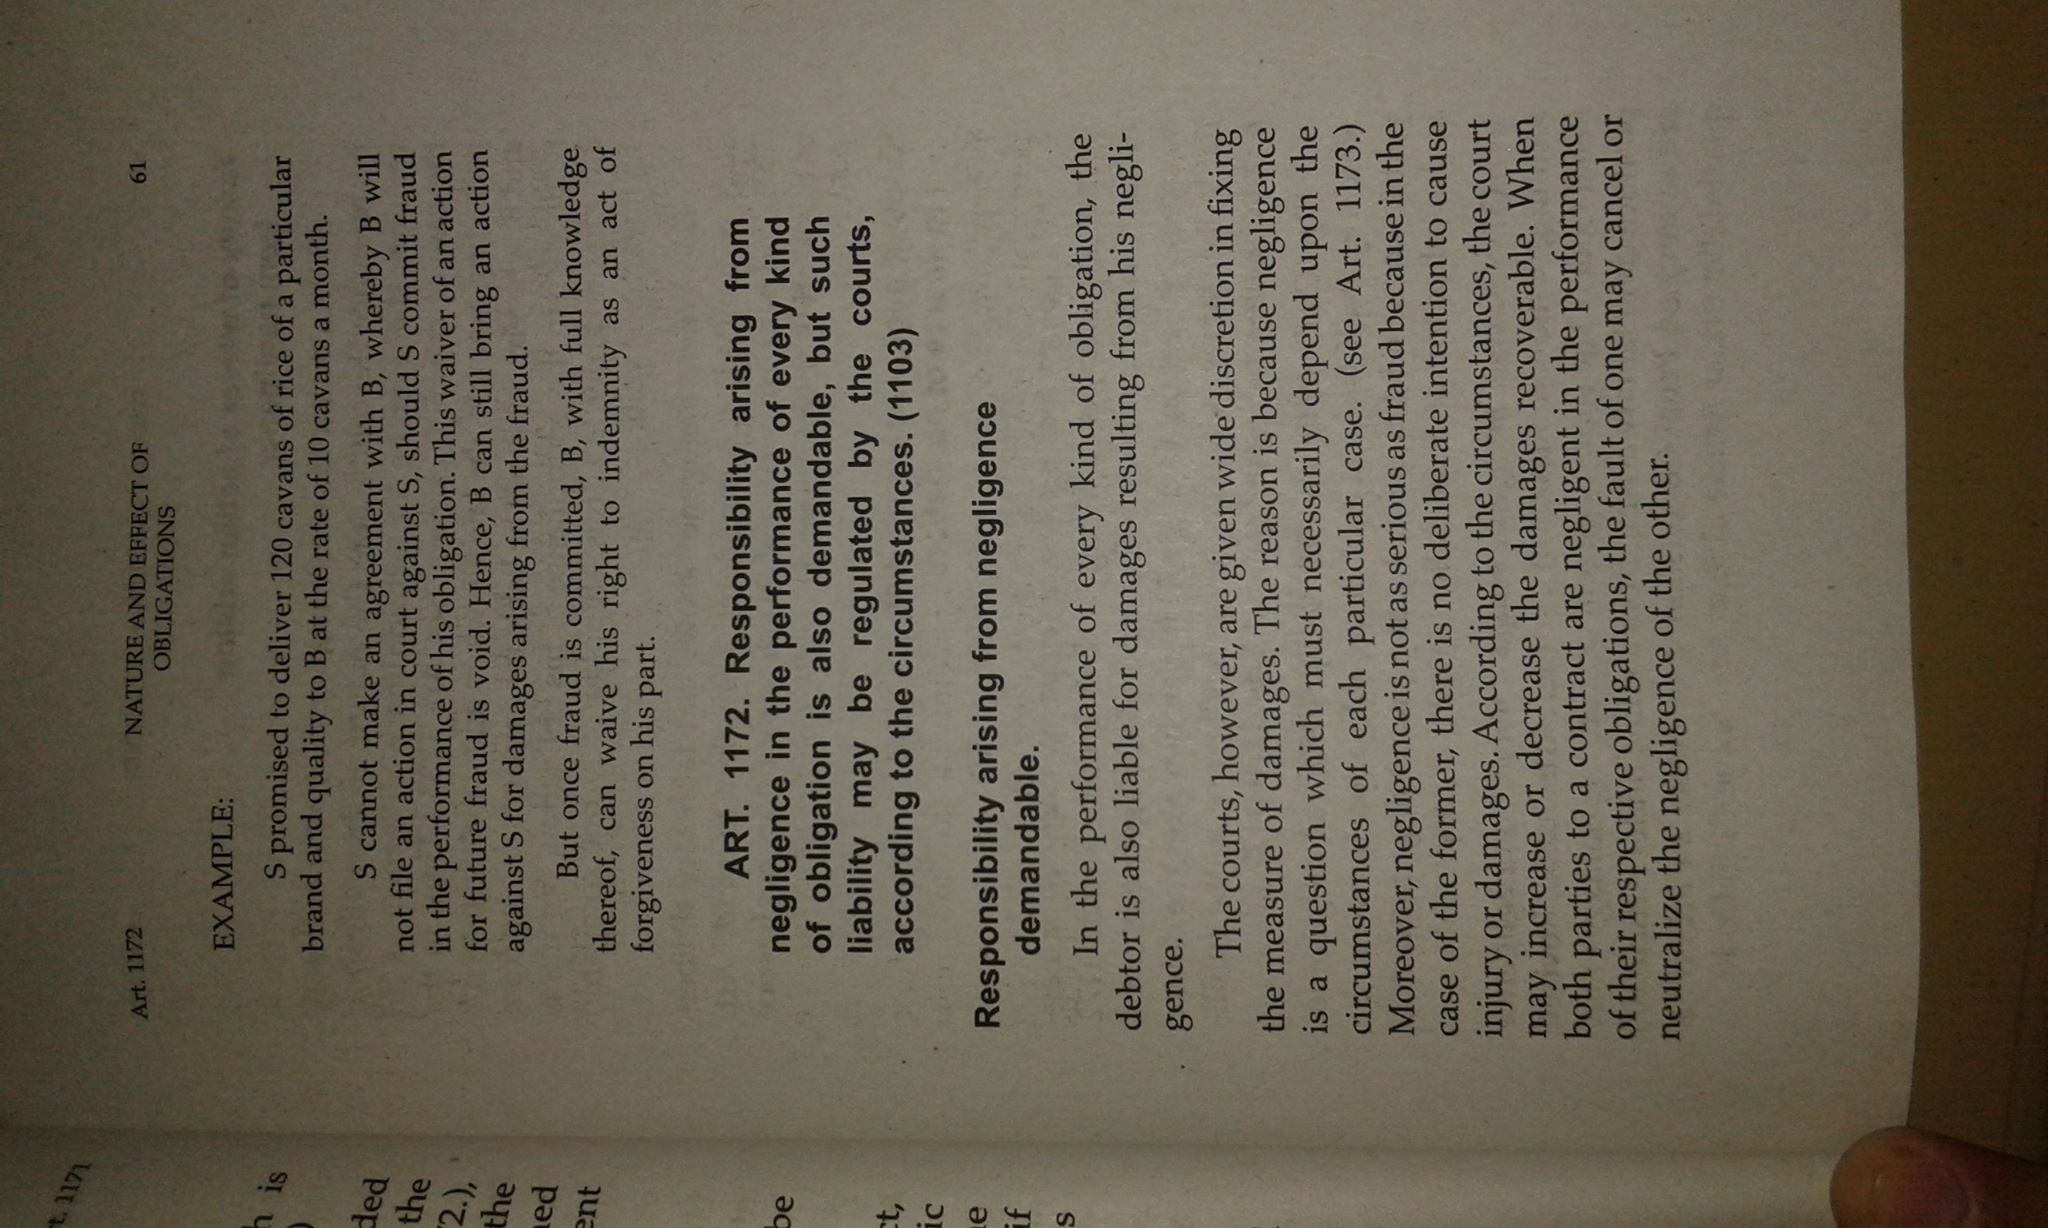 Art. 1172 NATURE AND EFFECT OF 61
OBLIGATIONS
EXAMPLE:
S promised to deliver 120 cavans of rice of a particular
brand and quality to B at the rate of 10 cavans a month.
S cannot make an agreement with B, whereby B will
not file an action in court against S, should S commit fraud
in the performance of his obligation. This waiver of an action
for future fraud is void. Hence, B can still bring an action
against S for damages arising from the fraud.
But once fraud is committed, B, with full knowledge
thereof, can waive his right to indemnity as an act of
forgiveness on his part.
ART. 1172. Responsibility arising from
negligence in the performance of every kind
of obligation is also demandable, but such
liability may be regulated by the courts,
according to the circumstances. (1103)
Responsibility arising from negligence
demandable.
In the performance of every kind of obligation, the
debtor is also liable for damages resulting from his negli-
gence.
The courts, however, are given wide discretion in fixing
the measure of damages. The reason is because negligence
is a question which must necessarily depend upon the
circumstances of each particular case. (see Art. 1173.)
Moreover, negligence is not as serious as fraud because in the
case of the former, there is no deliberate intention to cause
injury or damages. According to the circumstances, the court
may increase or decrease the damages recoverable. When
both parties to a contract are negligent in the performance
of their respective obligations, the fault of one may cancel or
neutralize the negligence of the other.